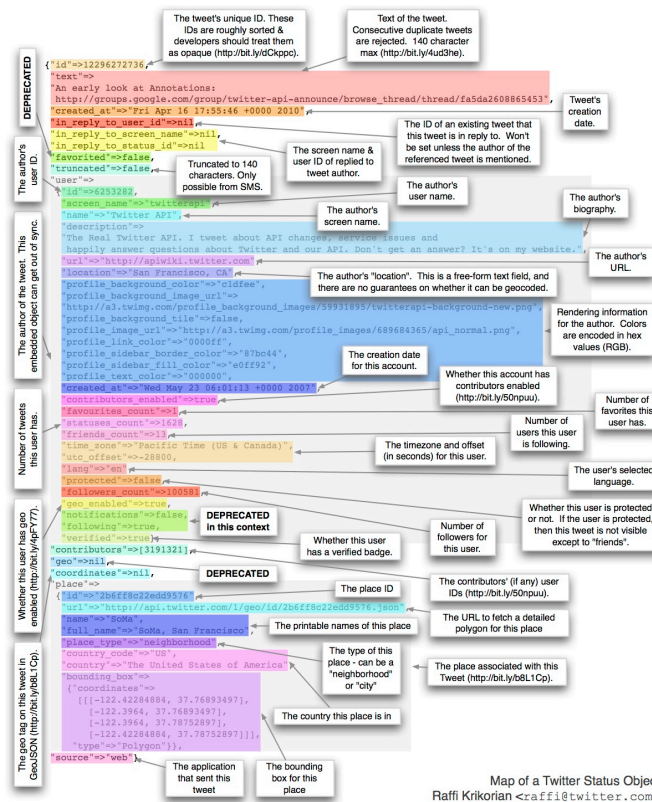 The tweet's unique ID. These
IDs are roughly sorted &
developers should treat them
as opaque (http://bit.ly/dCkppc).
Text of the tweet.
Consecutive duplicate tweets
are rejected. 140 character
max (http://bit.ly/4ud3he).
DEPRECATED
{"id"=>12296272736,
"text"=>
"An early look at Annotations:
http://groups.google.com/group/twitter-api-announce/browse_thread/thread/fa5da2608865453",
"created_at"=>"Fri Apr 16 17:55:46 +0000 2010",
Tweet's
creation
date.
"in_reply_to_user_id"=>nil,
"in_reply_to_screen_name"=>nil,
"in_reply_to_status_id"=>nil
"favorited"=>false,
"truncated"=>false,
The ID of an existing tweet that
this tweet is in reply to. Won't
be set unless the author of the
referenced tweet is mentioned.
The screen name &
user ID of replied to
tweet author.
Truncated to 140
characters. Only
possible from SMS.
The author's
user ID.
"user"=>
{"id"=>6253282,
"screen_name"=>"twitterapi",
"name"=>"Twitter API",
The author's
user name.
The author's
screen name.
The author's
biography.
"description"=>
"The Real Twitter API. I tweet about API changes, service issues and
happily answer questions about Twitter and our API. Don't get an answer? It's on my website.",
"url"=>"http://apiwiki.twitter.com",
The author's
URL.
"location"=>"San Francisco, CA",
The author's "location". This is a free-form text field, and
there are no guarantees on whether it can be geocoded.
The author of the tweet. This
embedded object can get out of sync.
"profile_background_color"=>"c1dfee",
"profile_background_image_url"=>
"http://a3.twimg.com/profile_background_images/59931895/twitterapi-background-new.png",
"profile_background_tile"=>false,
"profile_image_url"=>"http://a3.twimg.com/profile_images/689684365/api_normal.png",
"profile_link_color"=>"0000ff",
"profile_sidebar_border_color"=>"87bc44",
"profile_sidebar_fill_color"=>"e0ff92",
"profile_text_color"=>"000000",
Rendering information
for the author. Colors
are encoded in hex
values (RGB).
"created_at"=>"Wed May 23 06:01:13 +0000 2007",
The creation date
for this account.
"contributors_enabled"=>true,
Whether this account has
contributors enabled
(http://bit.ly/50npuu).
"favourites_count"=>1,
Number of
favorites this
user has.
"statuses_count"=>1628,
Number of tweets
this user has.
"friends_count"=>13,
Number of
users this user
is following.
"time_zone"=>"Pacific Time (US & Canada)",
"utc_offset"=>-28800,
The timezone and offset
(in seconds) for this user.
"lang"=>"en",
The user's selected
language.
"protected"=>false,
Whether this user is protected
or not. If the user is protected,
then this tweet is not visible
except to "friends".
"followers_count"=>100581,
Number of
followers for
this user.
"geo_enabled"=>true,
Whether this user has geo
enabled (http://bit.ly/4pFY77).
"notifications"=>false,
"following"=>true,
DEPRECATED
in this context
"verified"=>true},
Whether this user
has a verified badge.
"contributors"=>[3191321],
The contributors' (if any) user
IDs (http://bit.ly/50npuu).
"geo"=>nil,
DEPRECATED
"coordinates"=>nil,
The geo tag on this tweet in
GeoJSON (http://bit.ly/b8L1Cp).
"place"=>
{"id"=>"2b6ff8c22edd9576",
The place ID
"url"=>"http://api.twitter.com/1/geo/id/2b6ff8c22edd9576.json",
The URL to fetch a detailed
polygon for this place
"name"=>"SoMa",
"full_name"=>"SoMa, San Francisco",
The printable names of this place
"place_type"=>"neighborhood",
The type of this
place - can be a
"neighborhood"
or "city"
"country_code"=>"US",
"country"=>"The United States of America",
The country this place is in
The place associated with this
Tweet (http://bit.ly/b8L1Cp).
"bounding_box"=>
{"coordinates"=>
[[[-122.42284884, 37.76893497],
[-122.3964, 37.76893497],
[-122.3964, 37.78752897],
[-122.42284884, 37.78752897]]],
"type"=>"Polygon"}},
The bounding
box for this
place
"source"=>"web"}
The application
that sent this
tweet
Map of a Twitter Status Objec
Raffi Krikorian <raffi@twitter.com